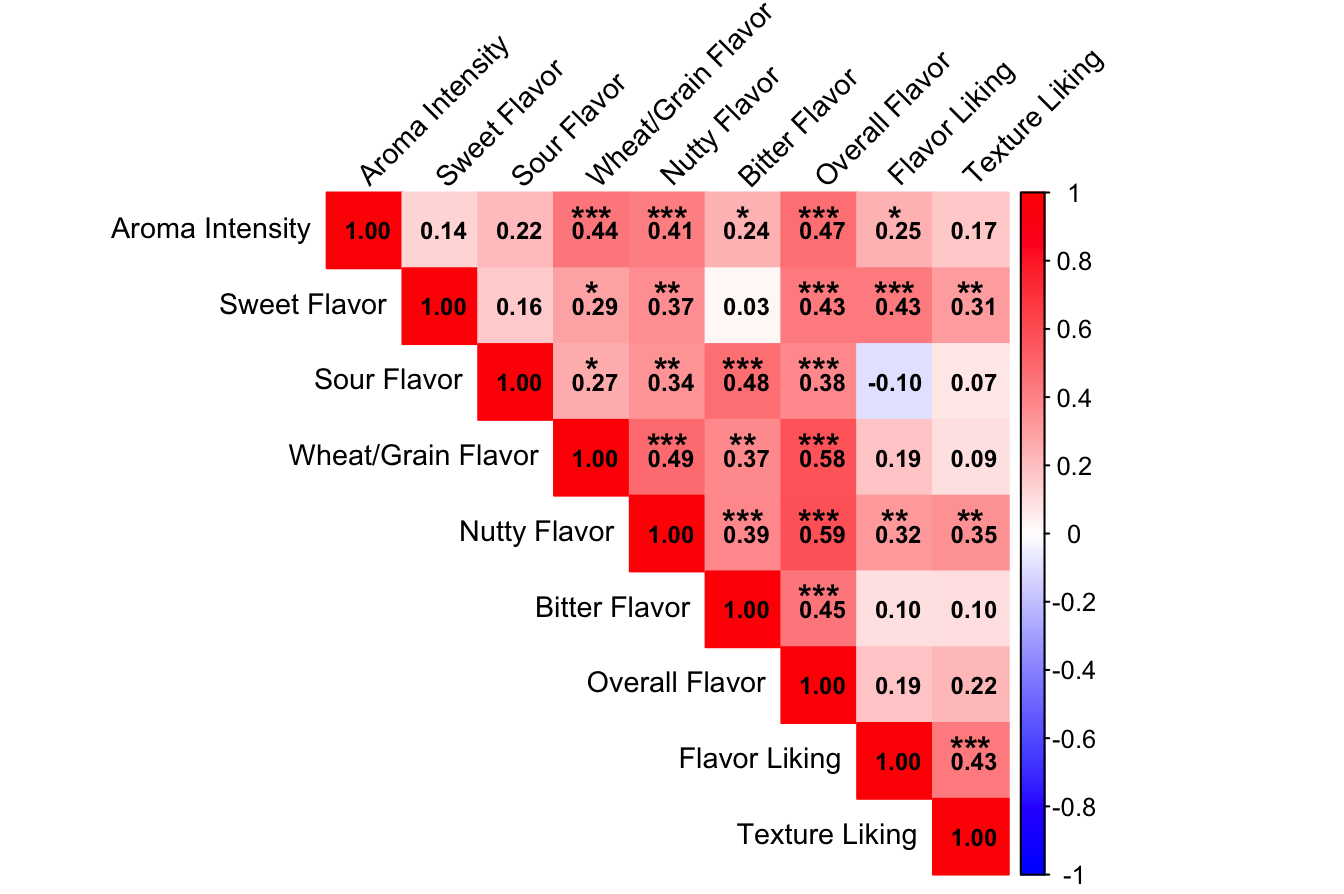 Aroma Intensity
Sweet Flavor
Sour Flavor
Wheat/Grain Flavor
Nutty Flavor
Bitter Flavor
Overall Flavor
Flavor Liking
Texture Liking
*** *** * *** *
Aroma Intensity 1.00 0.14 0.22 0.44 0.41 0.24 0.47 0.25 0.17
* ** *** *** **
Sweet Flavor 1.00 0.16 0.29 0.37 0.03 0.43 0.43 0.31
* ** *** ***
Sour Flavor 1.00 0.27 0.34 0.48 0.38 -0.10 0.07
*** ** ***
Wheat/Grain Flavor 1.00 0.49 0.37 0.58 0.19 0.09
*** *** ** **
Nutty Flavor 1.00 0.39 0.59 0.32 0.35
***
Bitter Flavor 1.00 0.45 0.10 0.10
Overall Flavor 1.00 0.19 0.22
***
Flavor Liking 1.00 0.43
Texture Liking 1.00
1
0.8
0.6
0.4
0.2
0
-0.2
-0.4
-0.6
-0.8
-1